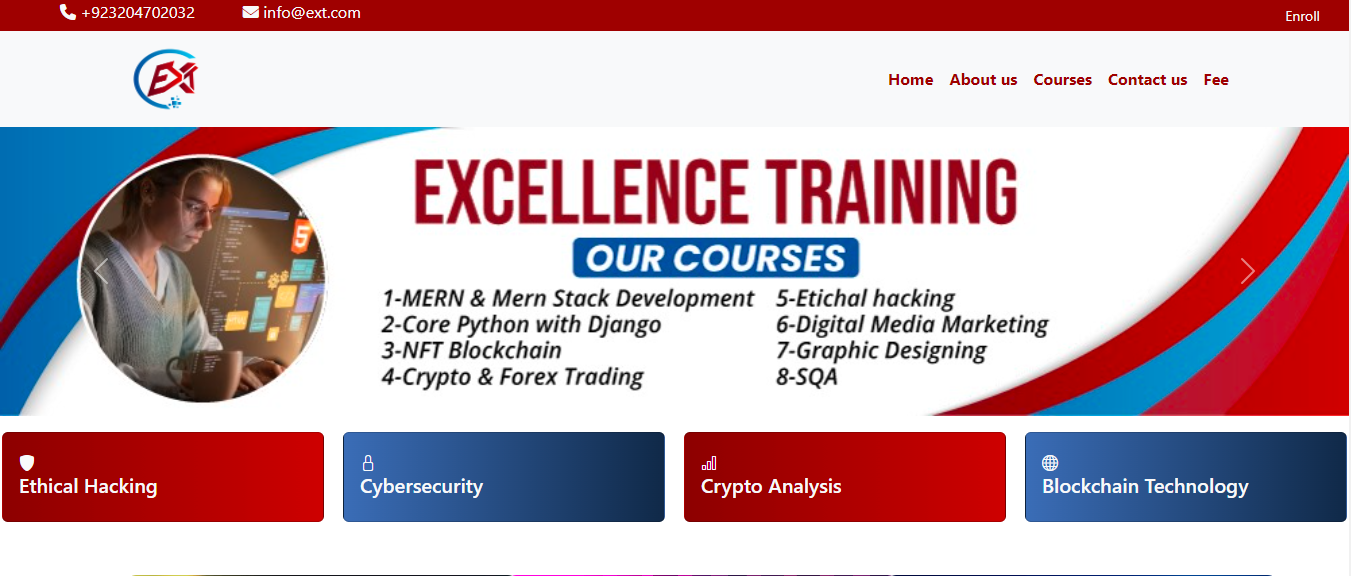 +923204702032 info@ext.com Enroll
EXT
Home About us Courses Contact us Fee
EXCELLENCE TRAINING
OUR COURSES
1-MERN & Mern Stack Development
2-Core Python with Django
3-NFT Blockchain
4-Crypto & Forex Trading
5-Etichal hacking
6-Digital Media Marketing
7-Graphic Designing
8-SQA
5
Ethical Hacking
Cybersecurity
Crypto Analysis
Blockchain Technology